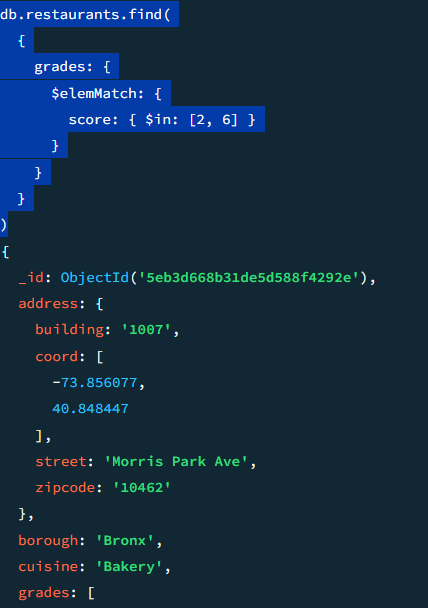 db.restaurants.find(
  {
    grades: {
      $elemMatch: {
        score: { $in: [2, 6] }
      }
    }
  }
)
{
  _id: ObjectId('5eb3d668b31de5d588f4292e'),
  address: {
    building: '1007',
    coord: [
      -73.856077,
      40.848447
    ],
    street: 'Morris Park Ave',
    zipcode: '10462'
  },
  borough: 'Bronx',
  cuisine: 'Bakery',
  grades: [